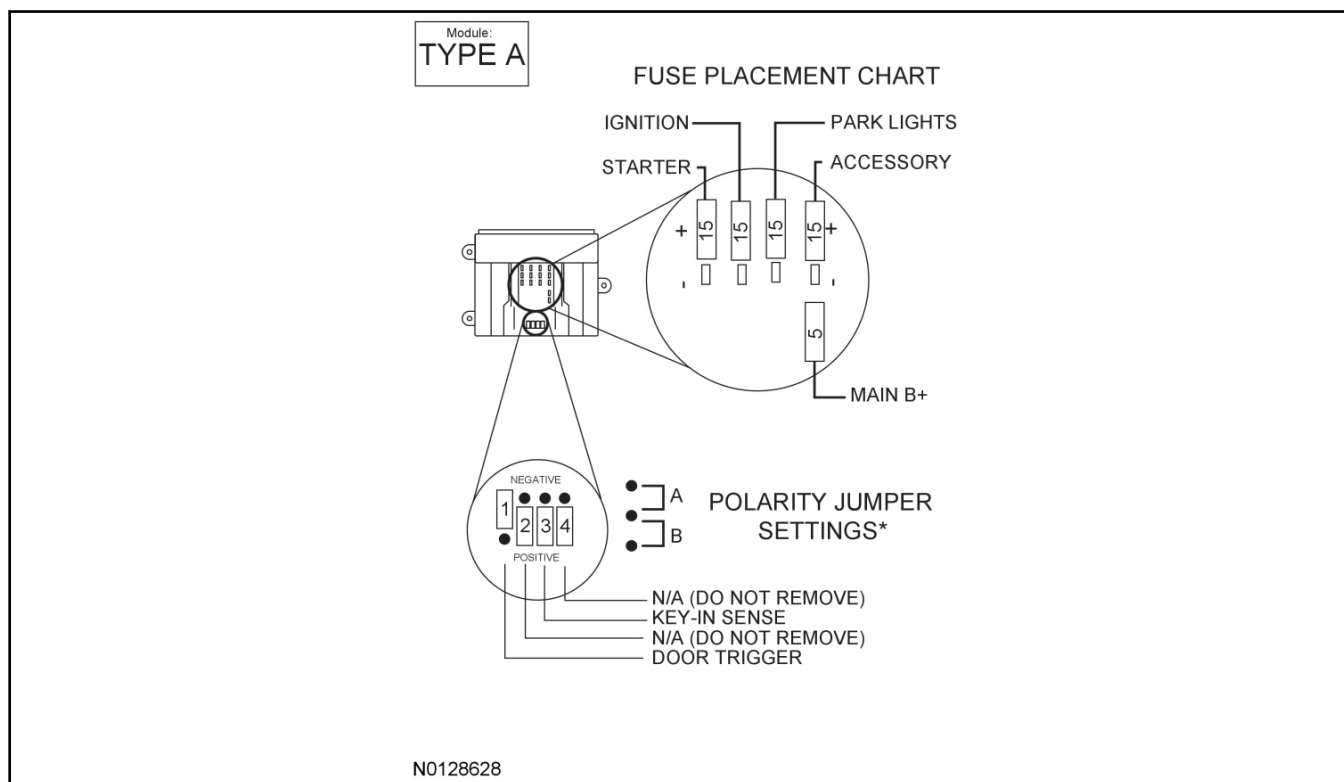 Module:
TYPE A
FUSE PLACEMENT CHART
IGNITION
PARK LIGHTS
STARTER
ACCESSORY
+ 15 15 15 15 +
- -
5
MAIN B+
NEGATIVE
1 2 3 4
POSITIVE
A
B
POLARITY JUMPER
SETTINGS*
N/A (DO NOT REMOVE)
KEY-IN SENSE
N/A (DO NOT REMOVE)
DOOR TRIGGER
N0128628